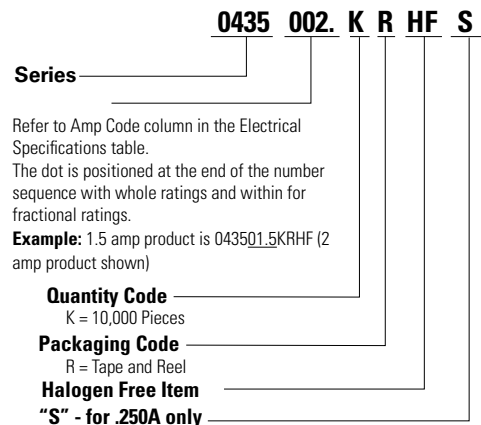 0435 002. K R HF S
Series
Refer to Amp Code column in the Electrical
Specifications table.
The dot is positioned at the end of the number
sequence with whole ratings and within for
fractional ratings.
Example: 1.5 amp product is 043501.5KRHF (2
amp product shown)
Quantity Code
K = 10,000 Pieces
Packaging Code
R = Tape and Reel
Halogen Free Item
“S” - for .250A only